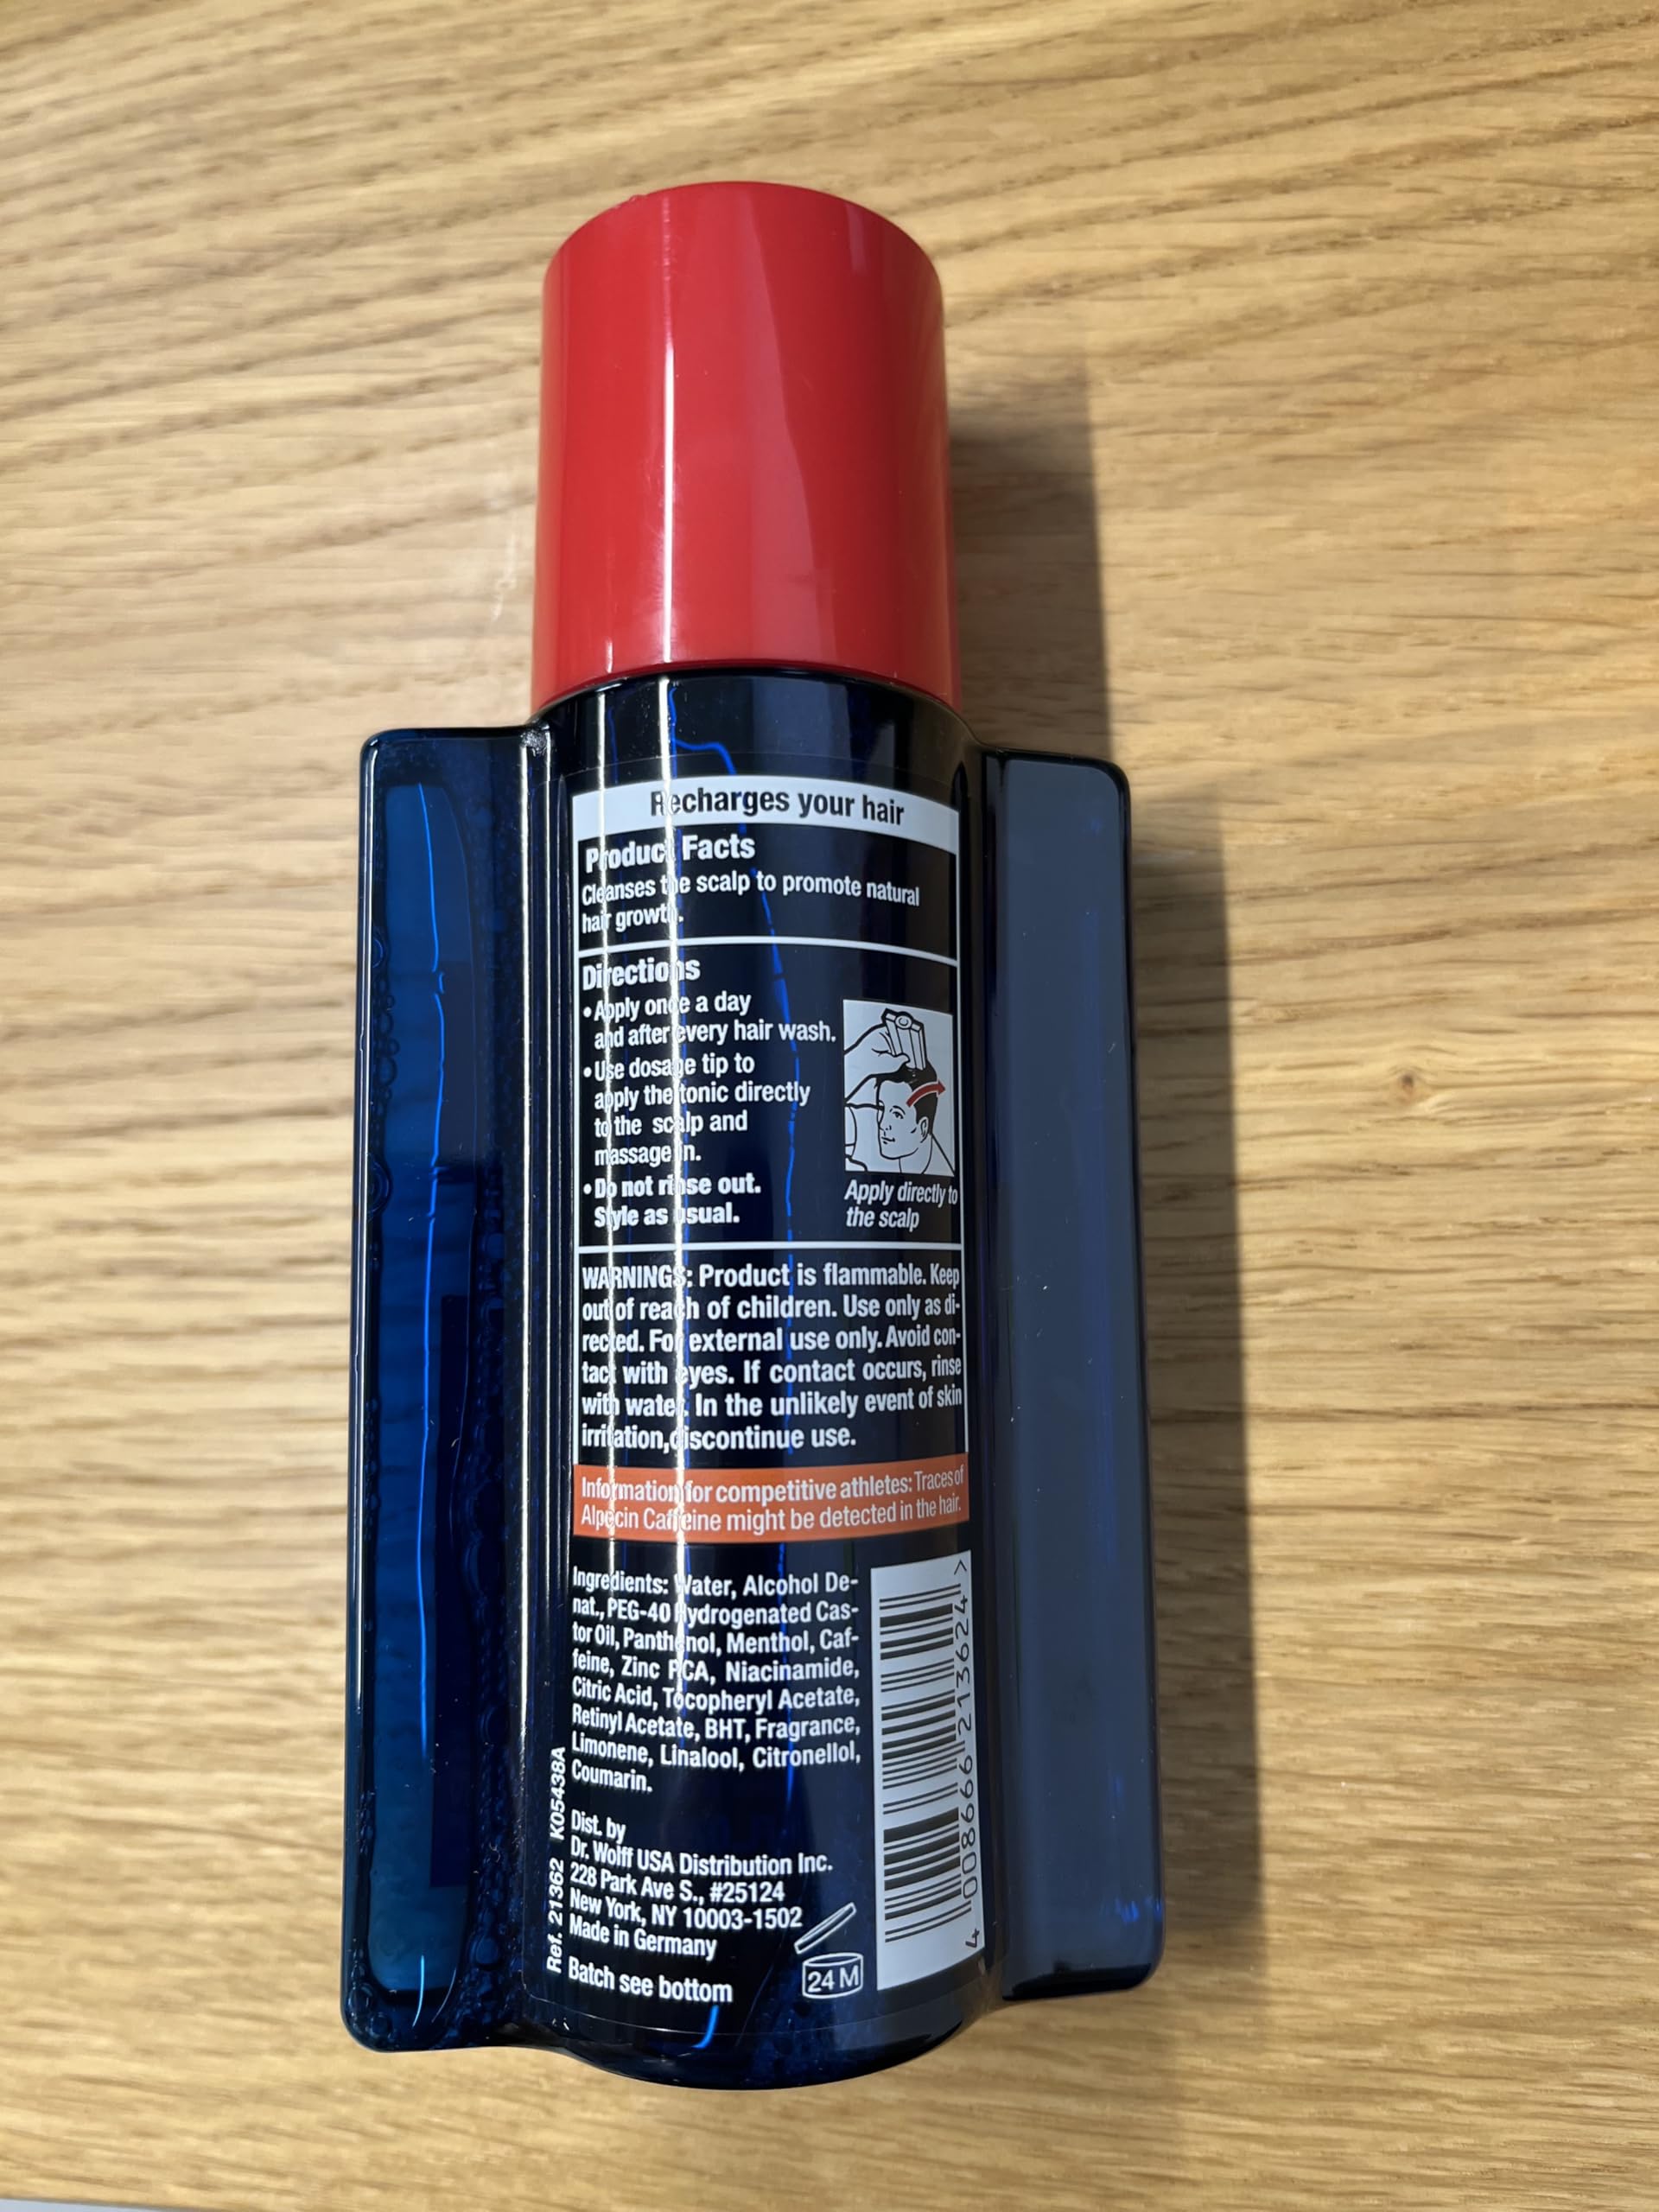 Recharges your hair
Product Facts
Cleanses the scalp to promote natural
hair growth.
Directions
• Apply once a day
and after every hair wash.
• Use dosage tip to
apply the tonic directly
to the scalp and
massage in.
• Do not rinse out.
Style as usual.
Apply directly to
the scalp
WARNINGS: Product is flammable. Keep
out of reach of children. Use only as di-
rected. For external use only. Avoid con-
tact with eyes. If contact occurs, rinse
with water. In the unlikely event of skin
irritation, discontinue use.
Information for competitive athletes: Traces of
Alpecin Caffeine might be detected in the hair.
Ingredients: Water, Alcohol De-
nat., PEG-40 Hydrogenated Cas-
tor Oil, Panthenol, Menthol, Caf-
feine, Zinc PCA, Niacinamide,
Citric Acid, Tocopheryl Acetate,
Retinyl Acetate, BHT, Fragrance,
Limonene, Linalool, Citronellol,
Coumarin.
Dist. by
Dr. Wolff USA Distribution Inc.
228 Park Ave S., #25124
New York, NY 10003-1502
Made in Germany
Batch see bottom
24 M
Ref. 21362 K05438A
4 008666 213624 >